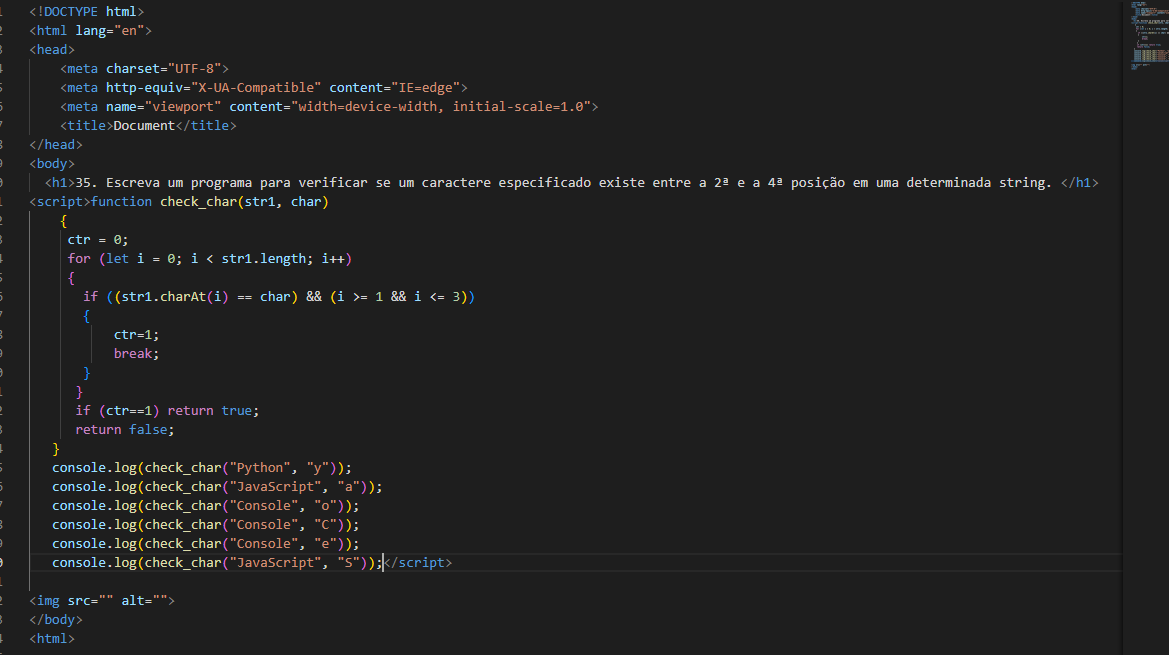 <!DOCTYPE html>
<html lang="en">
<head>
    <meta charset="UTF-8">
    <meta http-equiv="X-UA-Compatible" content="IE=edge">
    <meta name="viewport" content="width=device-width, initial-scale=1.0">
    <title>Document</title>
</head>
<body>
  <h1>35. Escreva um programa para verificar se um caractere especificado existe entre a 2ª e a 4ª posição em uma determinada string. </h1>
<script>function check_char(str1, char)
    {
     ctr = 0;
     for (let i = 0; i < str1.length; i++)
     {
       if ((str1.charAt(i) == char) && (i >= 1 && i <= 3))
       {
           ctr=1;
           break;
       }
      }
      if (ctr==1) return true;
      return false;
   }
   console.log(check_char("Python", "y"));
   console.log(check_char("JavaScript", "a"));
   console.log(check_char("Console", "o"));
   console.log(check_char("Console", "C"));
   console.log(check_char("Console", "e"));
   console.log(check_char("JavaScript", "S"));</script>
<img src="" alt="">
</body>
<html>